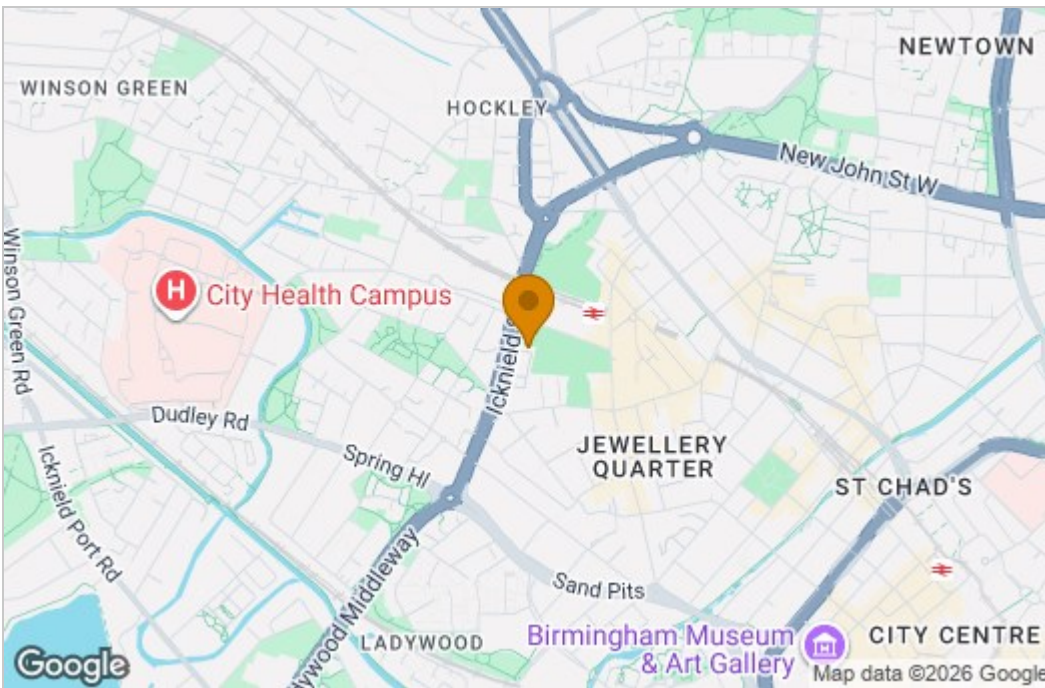 NEWTOWN
WINSON GREEN
HOCKLEY
New John St W
Winson Green Rd
H
City Health Campus
Icknield
Dudley Rd
JEWELLERY
QUARTER
Spring Hl
ST CHAD'S
Icknield Port Rd
Sand Pits
ywood Middleway
LADYWOOD
Birmingham Museum
& Art Gallery
CITY CENTRE
Google
Map data ©2026 Google